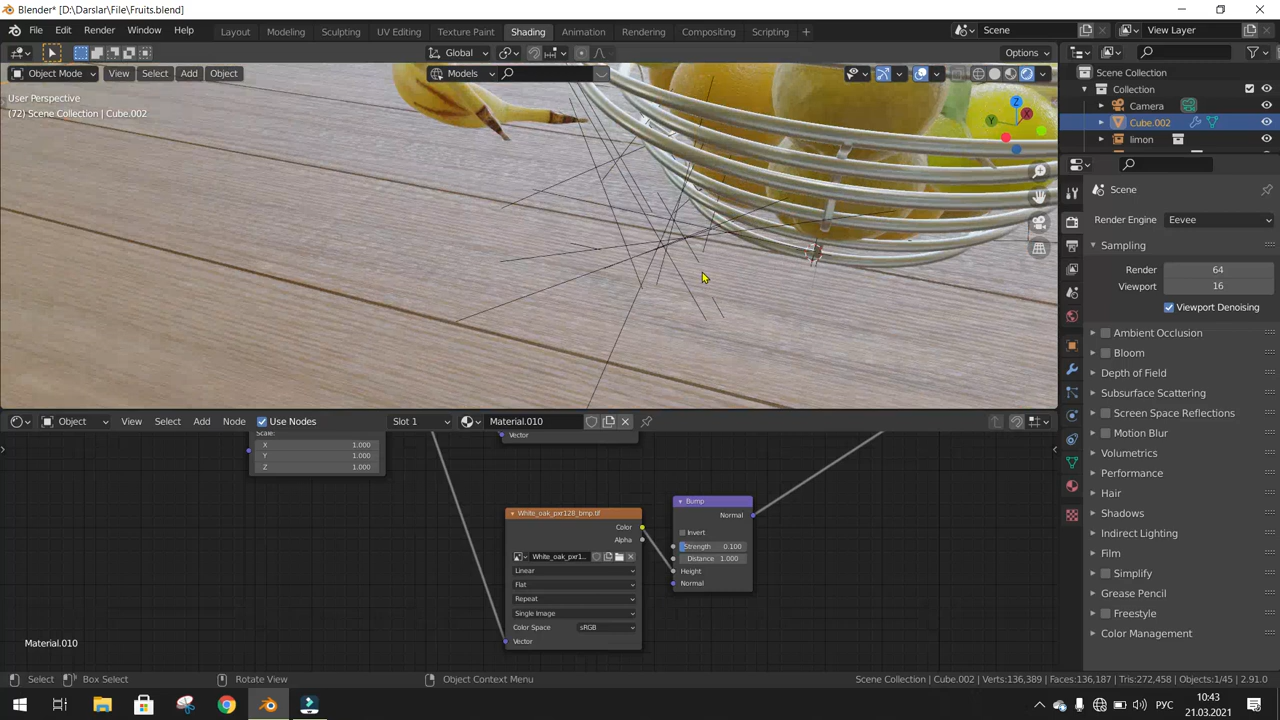 Blender* [D:\Darslar\File\Fruits.blend]
File Edit Render Window Help Layout Modeling Sculpting UV Editing Texture Paint Shading Animation Rendering Compositing Scripting + Scene View Layer
Global Options
Object Mode View Select Add Object Models
User Perspective
(72) Scene Collection | Cube.002
Z
Y
X
Scene Collection
Collection
Camera
Cube.002
limon
Scene
Render Engine Eevee
Sampling
Render 64
Viewport 16
Viewport Denoising
Ambient Occlusion
Bloom
Depth of Field
Subsurface Scattering
Screen Space Reflections
Motion Blur
Volumetrics
Performance
Hair
Shadows
Indirect Lighting
Film
Simplify
Grease Pencil
Freestyle
Color Management
Object View Select Add Node Use Nodes Slot 1 Material.010
Scale:
X 1.000
Y 1.000
Z 1.000
Vector
White_oak_pxr128_bmp.tif
Color
Alpha
White_oak_pxr1...
Linear
Flat
Repeat
Single Image
Color Space sRGB
Vector
Bump
Normal
Invert
Strength 0.100
Distance 1.000
Height
Normal
Material.010
Select Box Select Rotate View Object Context Menu Scene Collection | Cube.002 | Verts:136,389 | Faces:136,187 | Tris:272,458 | Objects:1/45 | 2.91.0
РУС
10:43
21.03.2021